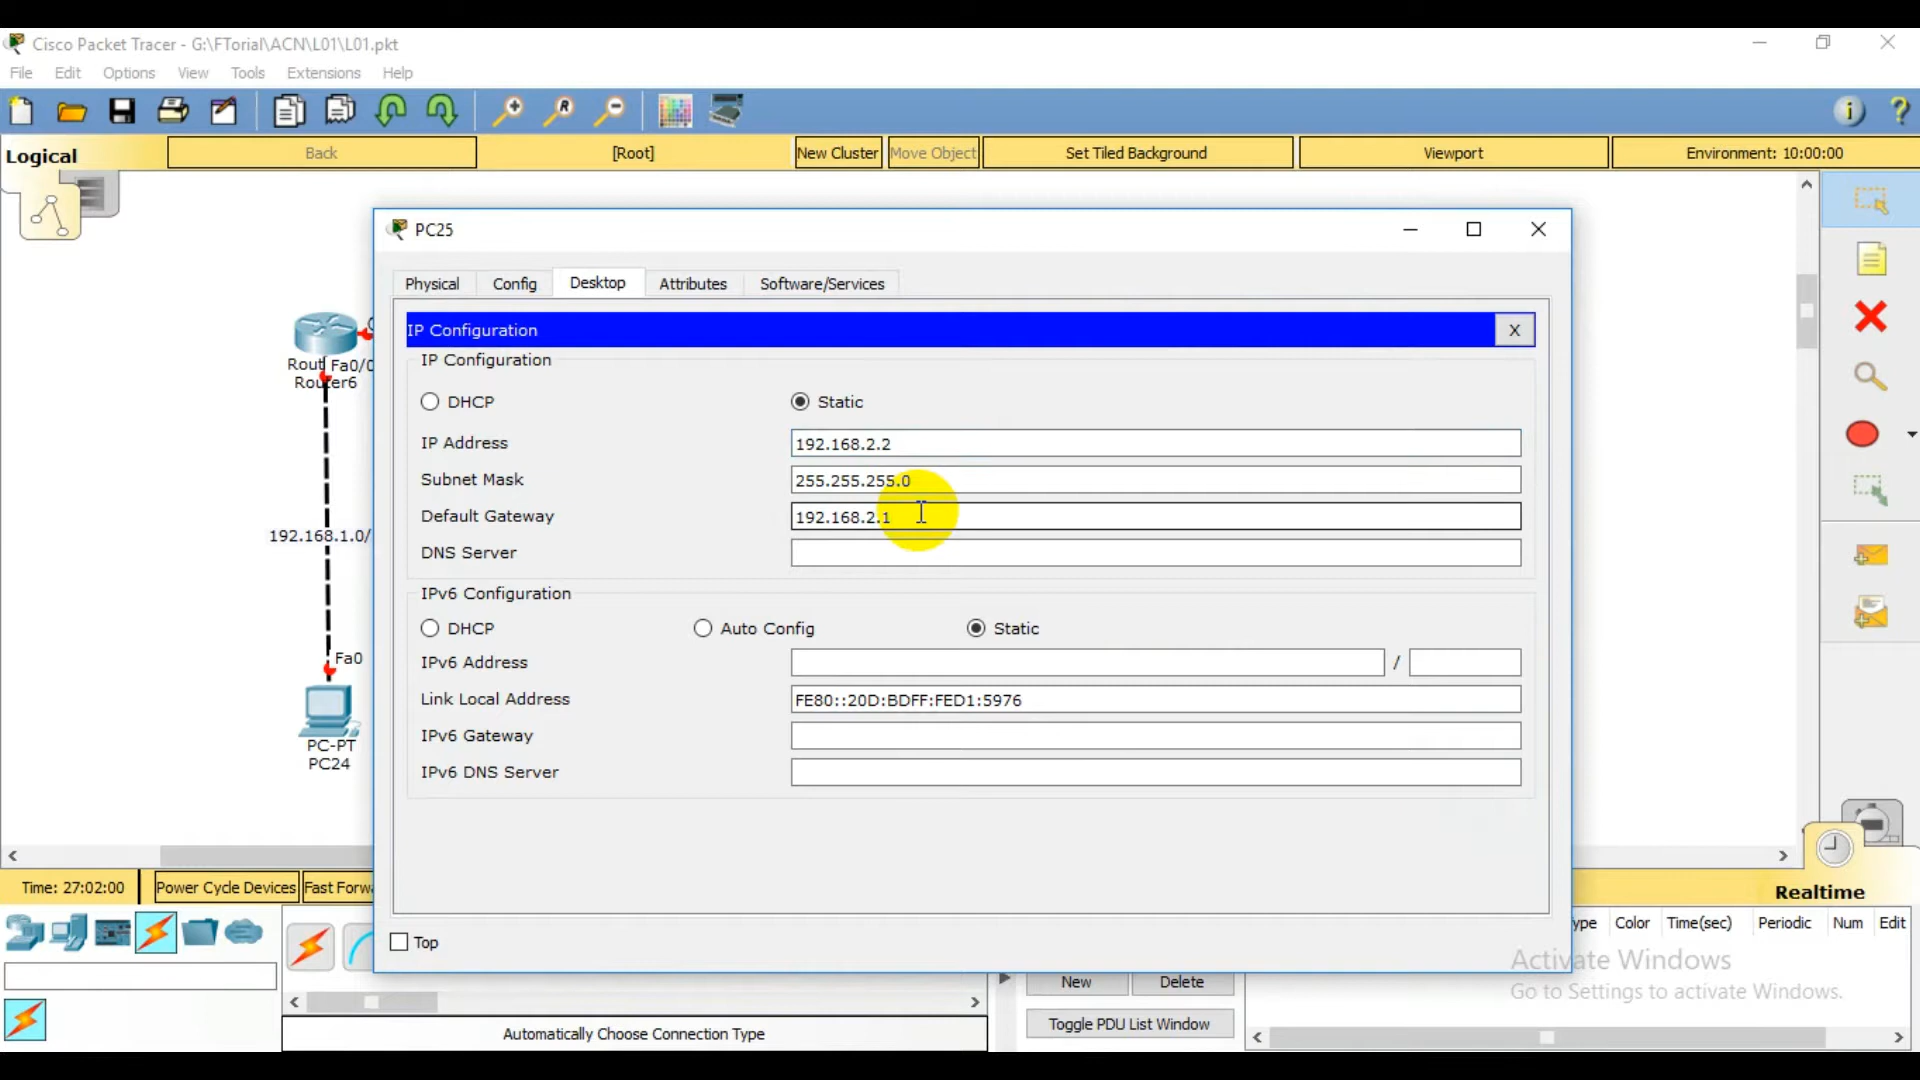 Cisco Packet Tracer - G:\FTorial\ACN\L01\L01.pkt
File Edit Options View Tools Extensions Help
Logical Back [Root] New Cluster Move Object Set Tiled Background Viewport Environment: 10:00:00
PC25
Physical Config Desktop Attributes Software/Services
IP Configuration X
IP Configuration
DHCP Static
IP Address 192.168.2.2
Subnet Mask 255.255.255.0
Default Gateway 192.168.2.1
DNS Server
IPv6 Configuration
DHCP Auto Config Static
IPv6 Address /
Link Local Address FE80::20D:BDFF:FED1:5976
IPv6 Gateway
IPv6 DNS Server
Top
Rout Fa0/0
Router6
192.168.1.0/
Fa0
PC-PT
PC24
Time: 27:02:00 Power Cycle Devices Fast Forw
Realtime
ype Color Time(sec) Periodic Num Edit
New Delete
Toggle PDU List Window
Automatically Choose Connection Type
Activate Windows
Go to Settings to activate Windows.